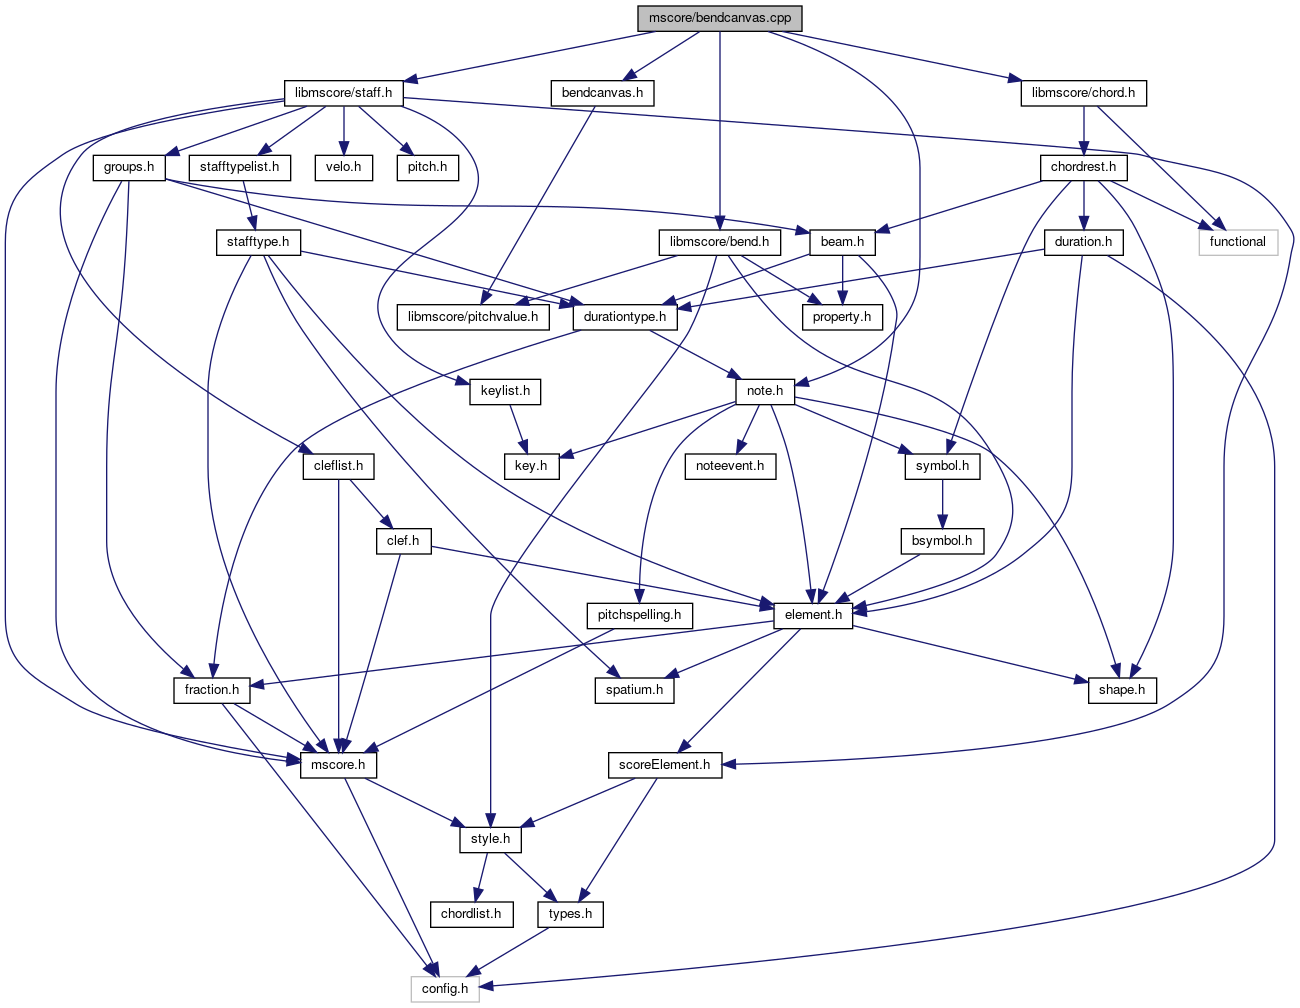 mscore/bendcanvas.cpp
libmscore/staff.h
bendcanvas.h
libmscore/chord.h
groups.h
stafftypelist.h
velo.h
pitch.h
chordrest.h
stafftype.h
libmscore/bend.h
beam.h
duration.h
functional
libmscore/pitchvalue.h
durationtype.h
property.h
keylist.h
note.h
cleflist.h
key.h
noteevent.h
symbol.h
clef.h
bsymbol.h
pitchspelling.h
element.h
fraction.h
spatium.h
shape.h
mscore.h
scoreElement.h
style.h
chordlist.h
types.h
config.h